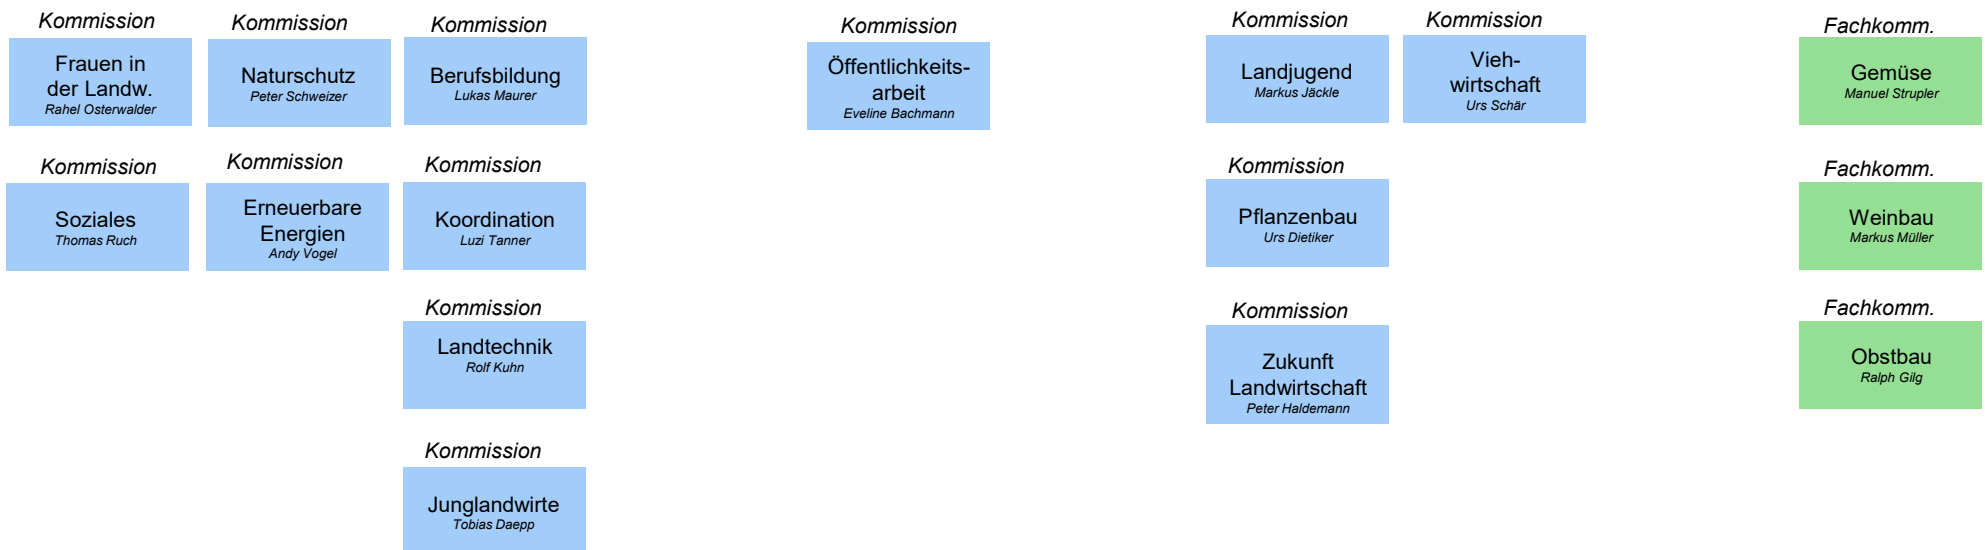 Kommission
Frauen in
der Landw.
Rahel Osterwalder
Kommission
Naturschutz
Peter Schweizer
Kommission
Berufsbildung
Lukas Maurer
Kommission
Öffentlichkeits-
arbeit
Eveline Bachmann
Kommission
Landjugend
Markus Jäckle
Kommission
Vieh-
wirtschaft
Urs Schär
Fachkomm.
Gemüse
Manuel Strupler
Kommission
Soziales
Thomas Ruch
Kommission
Erneuerbare
Energien
Andy Vogel
Kommission
Koordination
Luzi Tanner
Kommission
Pflanzenbau
Urs Dietiker
Fachkomm.
Weinbau
Markus Müller
Kommission
Landtechnik
Rolf Kuhn
Kommission
Zukunft
Landwirtschaft
Peter Haldemann
Fachkomm.
Obstbau
Ralph Gilg
Kommission
Junglandwirte
Tobias Daepp